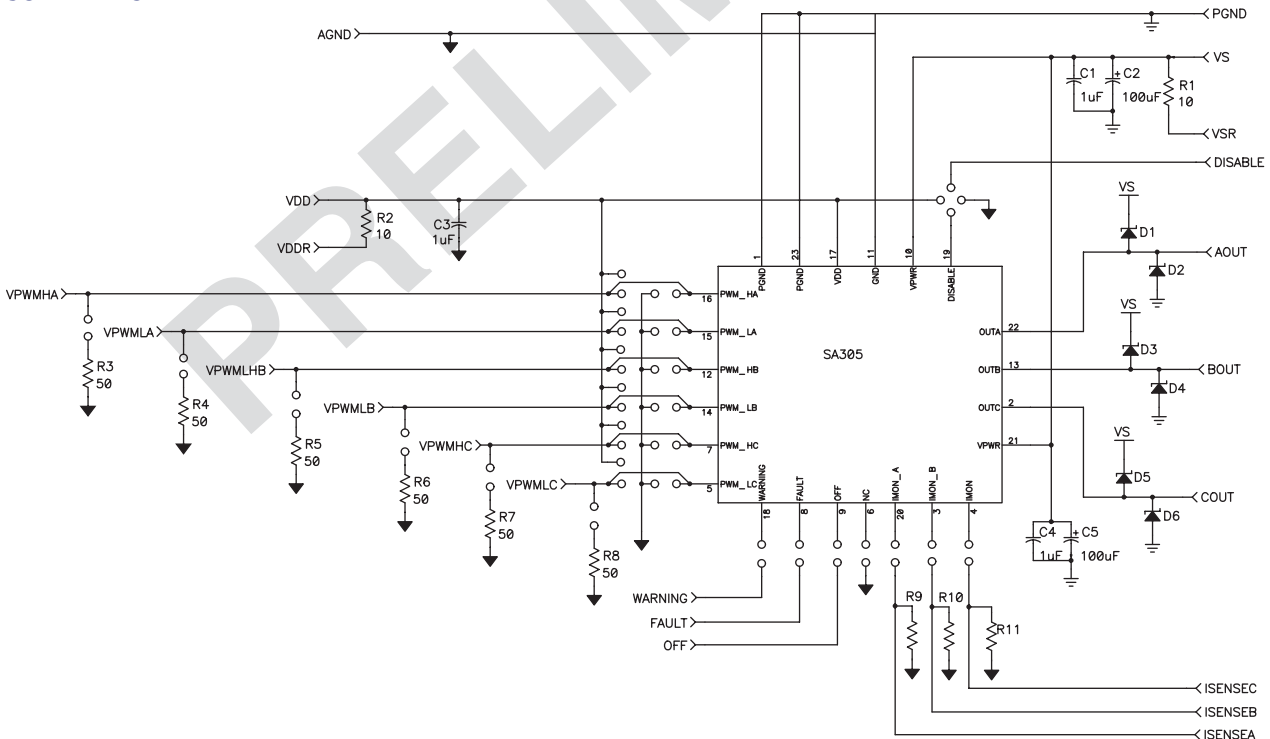 PRELIM
PGND
AGND
VS
C1
1uF
C2
100uF
R1
10
VSR
DISABLE
VDD
R2
10
C3
1uF
VDDR
VS
D1
AOUT
D2
1
PGND
23
PGND
17
VDD
11
GND
10
VPWR
19
DISABLE
VPWMHA
16
PWM_HA
VPWMLA
15
PWM_LA
OUTA
22
VS
D3
SA305
R3
50
VPWMLHB
12
PWM_HB
OUTB
13
BOUT
D4
R4
50
VPWMLB
14
PWM_LB
OUTC
2
R5
50
VPWMHC
7
PWM_HC
VPWR
21
VS
D5
R6
50
VPWMLC
5
PWM_LC
COUT
D6
WARNING
18
FAULT
8
OFF
9
NC
6
IMON_A
20
IMON_B
3
IMON
4
R7
50
C4
1uF
C5
100uF
R8
50
WARNING
FAULT
OFF
R9
R10
R11
ISENSEC
ISENSEB
ISENSEA